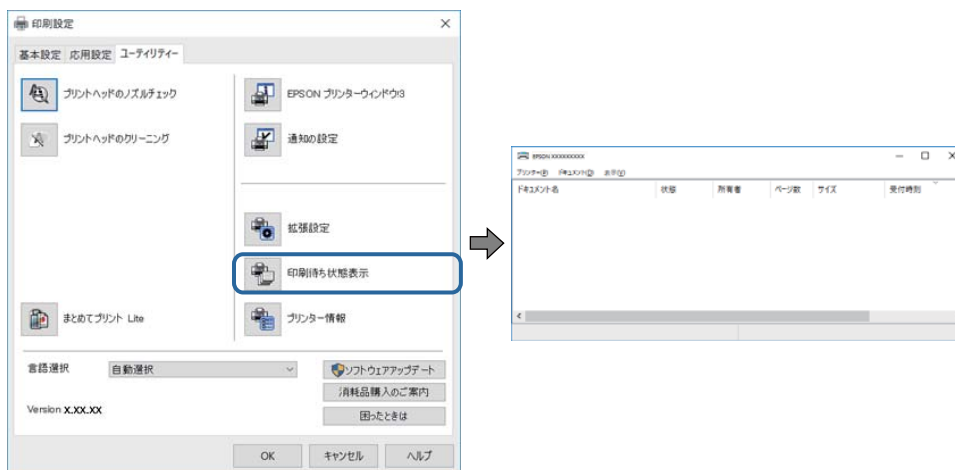 印刷設定
基本設定 応用設定 ユーティリティー
プリントヘッドのノズルチェック
プリントヘッドのクリーニング
まとめてプリント Lite
EPSON プリンターウィンドウ!3
通知の設定
拡張設定
印刷待ち状態表示
プリンター情報
言語選択 自動選択
ソフトウェアアップデート
消耗品購入のご案内
Version X.XX.XX
困ったときは
OK キャンセル ヘルプ
EPSON XXXXXXXXXX
プリンター(P) ドキュメント(D) 表示(V)
ドキュメント名 状態 所有者 ページ数 サイズ 受付時刻